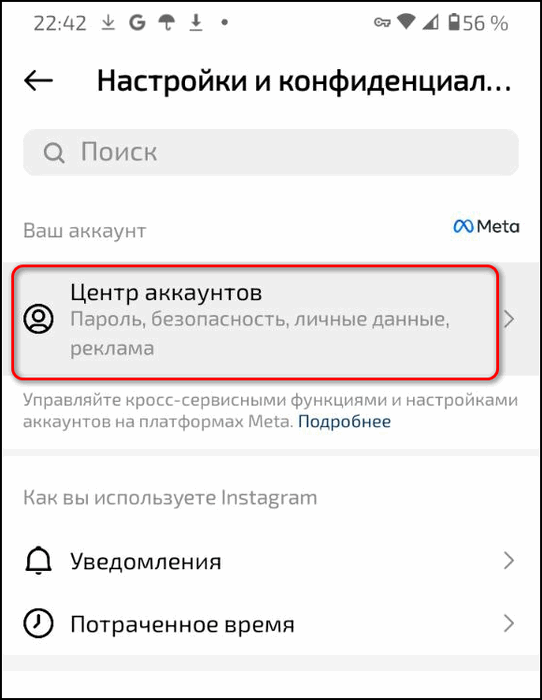 22:42 56 %
Настройки и конфиденциал...
Поиск
Ваш аккаунт Meta
Центр аккаунтов
Пароль, безопасность, личные данные,
реклама
Управляйте кросс-сервисными функциями и настройками
аккаунтов на платформах Meta. Подробнее
Как вы используете Instagram
Уведомления
Потраченное время